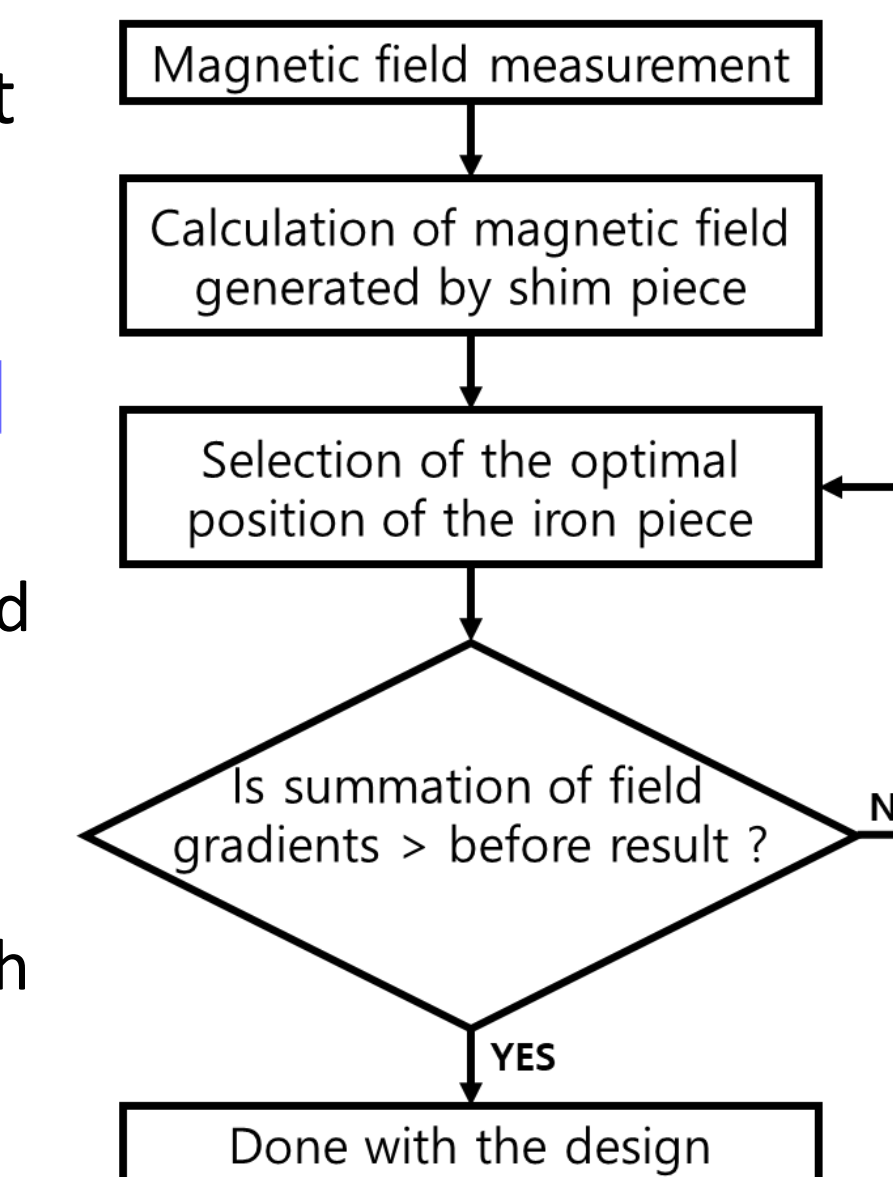 Magnetic field measurement
Calculation of magnetic field
generated by shim piece
Selection of the optimal
position of the iron piece
Is summation of field
gradients > before result ?
YES
Done with the design